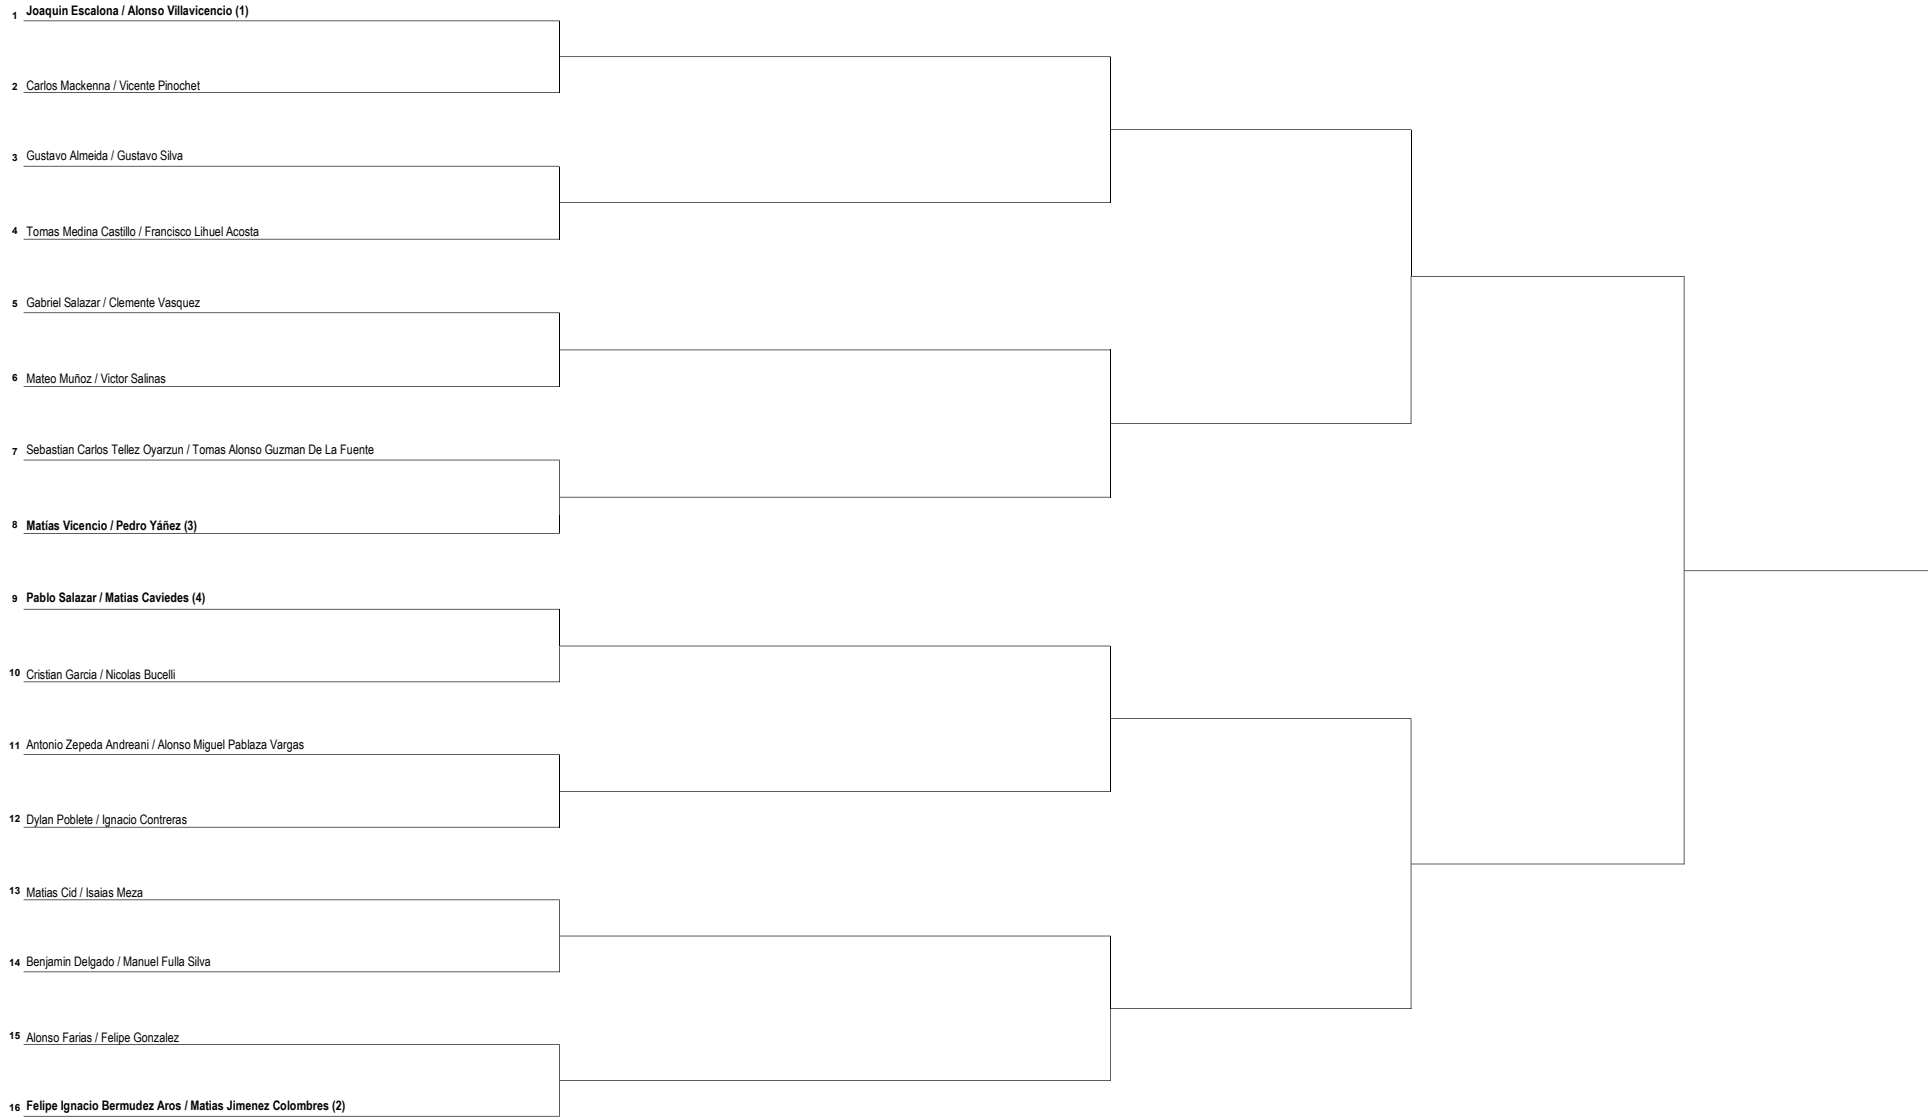 1 Joaquin Escalona / Alonso Villavicencio (1)
2 Carlos Mackenna / Vicente Pinochet
3 Gustavo Almeida / Gustavo Silva
4 Tomas Medina Castillo / Francisco Lihuel Acosta
5 Gabriel Salazar / Clemente Vasquez
6 Mateo Muñoz / Victor Salinas
7 Sebastian Carlos Tellez Oyarzun / Tomas Alonso Guzman De La Fuente
8 Matías Vicencio / Pedro Yáñez (3)
9 Pablo Salazar / Matias Caviedes (4)
10 Cristian Garcia / Nicolas Bucelli
11 Antonio Zepeda Andreani / Alonso Miguel Pablaza Vargas
12 Dylan Poblete / Ignacio Contreras
13 Matias Cid / Isaias Meza
14 Benjamin Delgado / Manuel Fulla Silva
15 Alonso Farias / Felipe Gonzalez
16 Felipe Ignacio Bermudez Aros / Matias Jimenez Colombres (2)